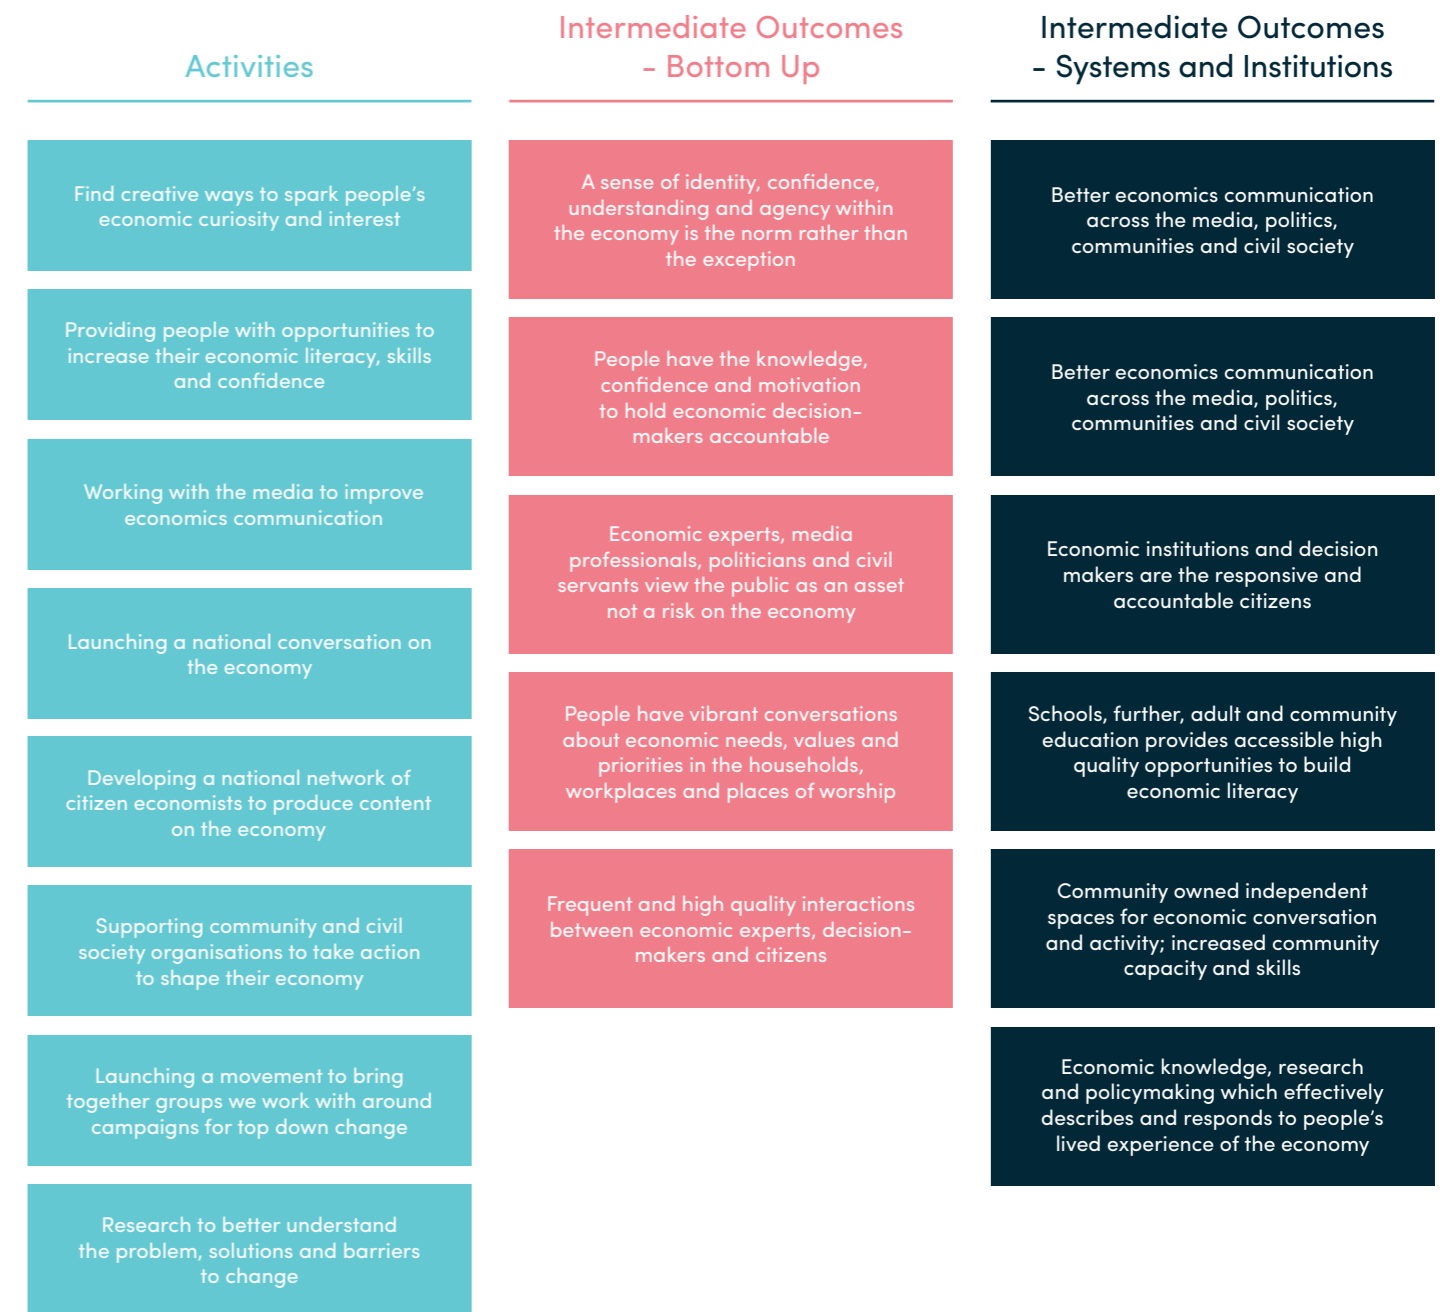 Activities
Find creative ways to spark people's
economic curiosity and interest
Providing people with opportunities to
increase their economic literacy, skills
and confidence
Working with the media to improve
economics communication
Launching a national conversation on
the economy
Developing a national network of
citizen economists to produce content
on the economy
Supporting community and civil
society organisations to take action
to shape their economy
Launching a movement to bring
together groups we work with around
campaigns for top down change
Research to better understand
the problem, solutions and barriers
to change
Intermediate Outcomes
- Bottom Up
A sense of identity, confidence,
understanding and agency within
the economy is the norm rather than
the exception
People have the knowledge,
confidence and motivation
to hold economic decision-
makers accountable
Economic experts, media
professionals, politicians and civil
servants view the public as an asset
not a risk on the economy
People have vibrant conversations
about economic needs, values and
priorities in the households,
workplaces and places of worship
Frequent and high quality interactions
between economic experts, decision-
makers and citizens
Intermediate Outcomes
- Systems and Institutions
Better economics communication
across the media, politics,
communities and civil society
Better economics communication
across the media, politics,
communities and civil society
Economic institutions and decision
makers are the responsive and
accountable citizens
Schools, further, adult and community
education provides accessible high
quality opportunities to build
economic literacy
Community owned independent
spaces for economic conversation
and activity; increased community
capacity and skills
Economic knowledge, research
and policymaking which effectively
describes and responds to people's
lived experience of the economy